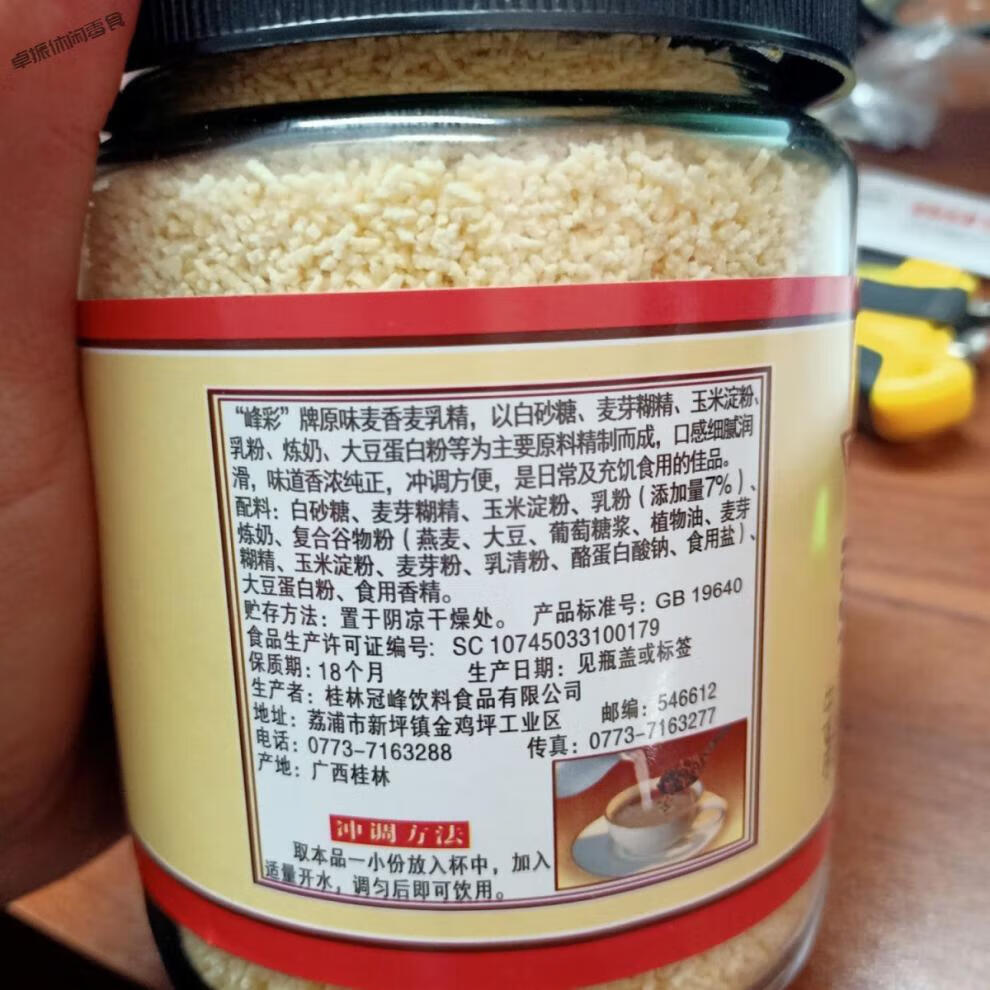 卓振休闲零食
“峰彩”牌原味麦香麦乳精，以白砂糖、麦芽糊精、玉米淀粉、
乳粉、炼奶、大豆蛋白粉等为主要原料精制而成，口感细腻润
滑，味道香浓纯正，冲调方便，是日常及充饥食用的佳品。
配料：白砂糖、麦芽糊精、玉米淀粉、乳粉（添加量7%）、
炼奶、复合谷物粉（燕麦、大豆、葡萄糖浆、植物油、麦芽
糊精、玉米淀粉、麦芽粉、乳清粉、酪蛋白酸钠、食用盐）、
大豆蛋白粉、食用香精。
贮存方法：置于阴凉干燥处。 产品标准号：GB 19640
食品生产许可证编号： SC 10745033100179
保质期：18个月 生产日期：见瓶盖或标签
生产者：桂林冠峰饮料食品有限公司
地址：荔浦市新坪镇金鸡坪工业区 邮编：546612
电话：0773-7163288 传真：0773-7163277
产地：广西桂林
冲调方法
取本品一小份放入杯中，加入
适量开水，调匀后即可饮用。